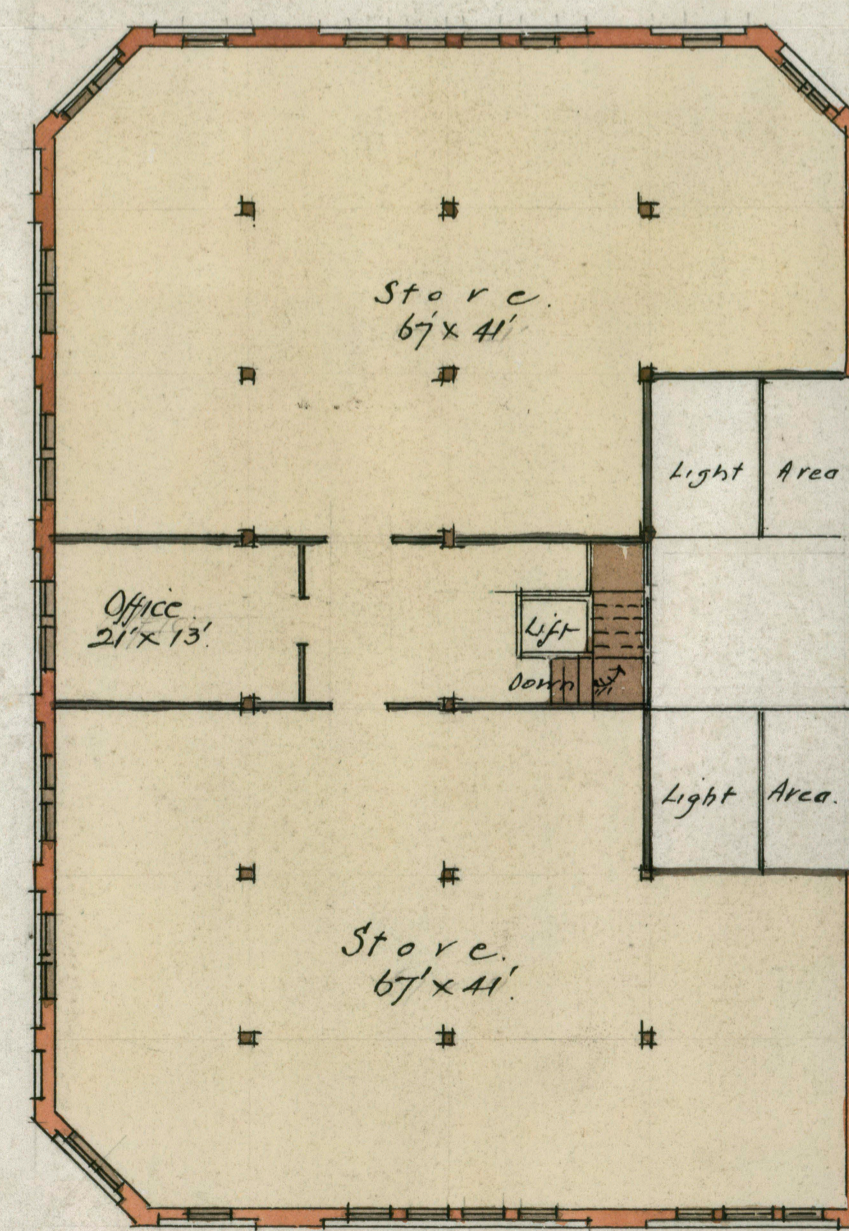 Store.
67' x 41'
Light Area
Office
21' x 13'.
Lift
Down
Light Area.
Store.
67' x 41'.